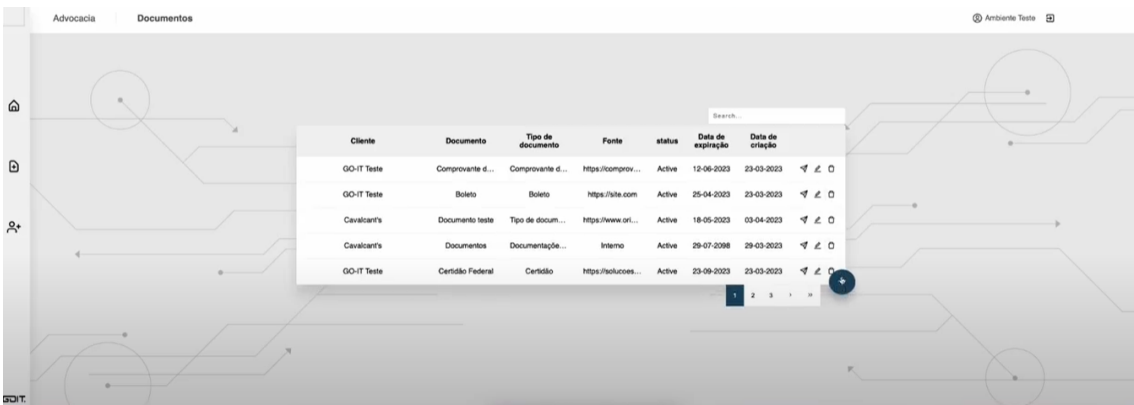 Advocacia Documentos Ambiente Teste
Search...
Cliente Documento Tipo de documento Fonte status Data de expiração Data de criação
GO-IT Teste Comprovante d... Comprovante d... https://comprov... Active 12-06-2023 23-03-2023
GO-IT Teste Boleto Boleto https://site.com Active 25-04-2023 23-03-2023
Cavalcant's Documento teste Tipo de docum... https://www.ori... Active 18-05-2023 03-04-2023
Cavalcant's Documentos Documentaçõe... Interno Active 29-07-2098 29-03-2023
GO-IT Teste Certidão Federal Certidão https://solucoes... Active 23-09-2023 23-03-2023
1 2 3 › »
GOIT.